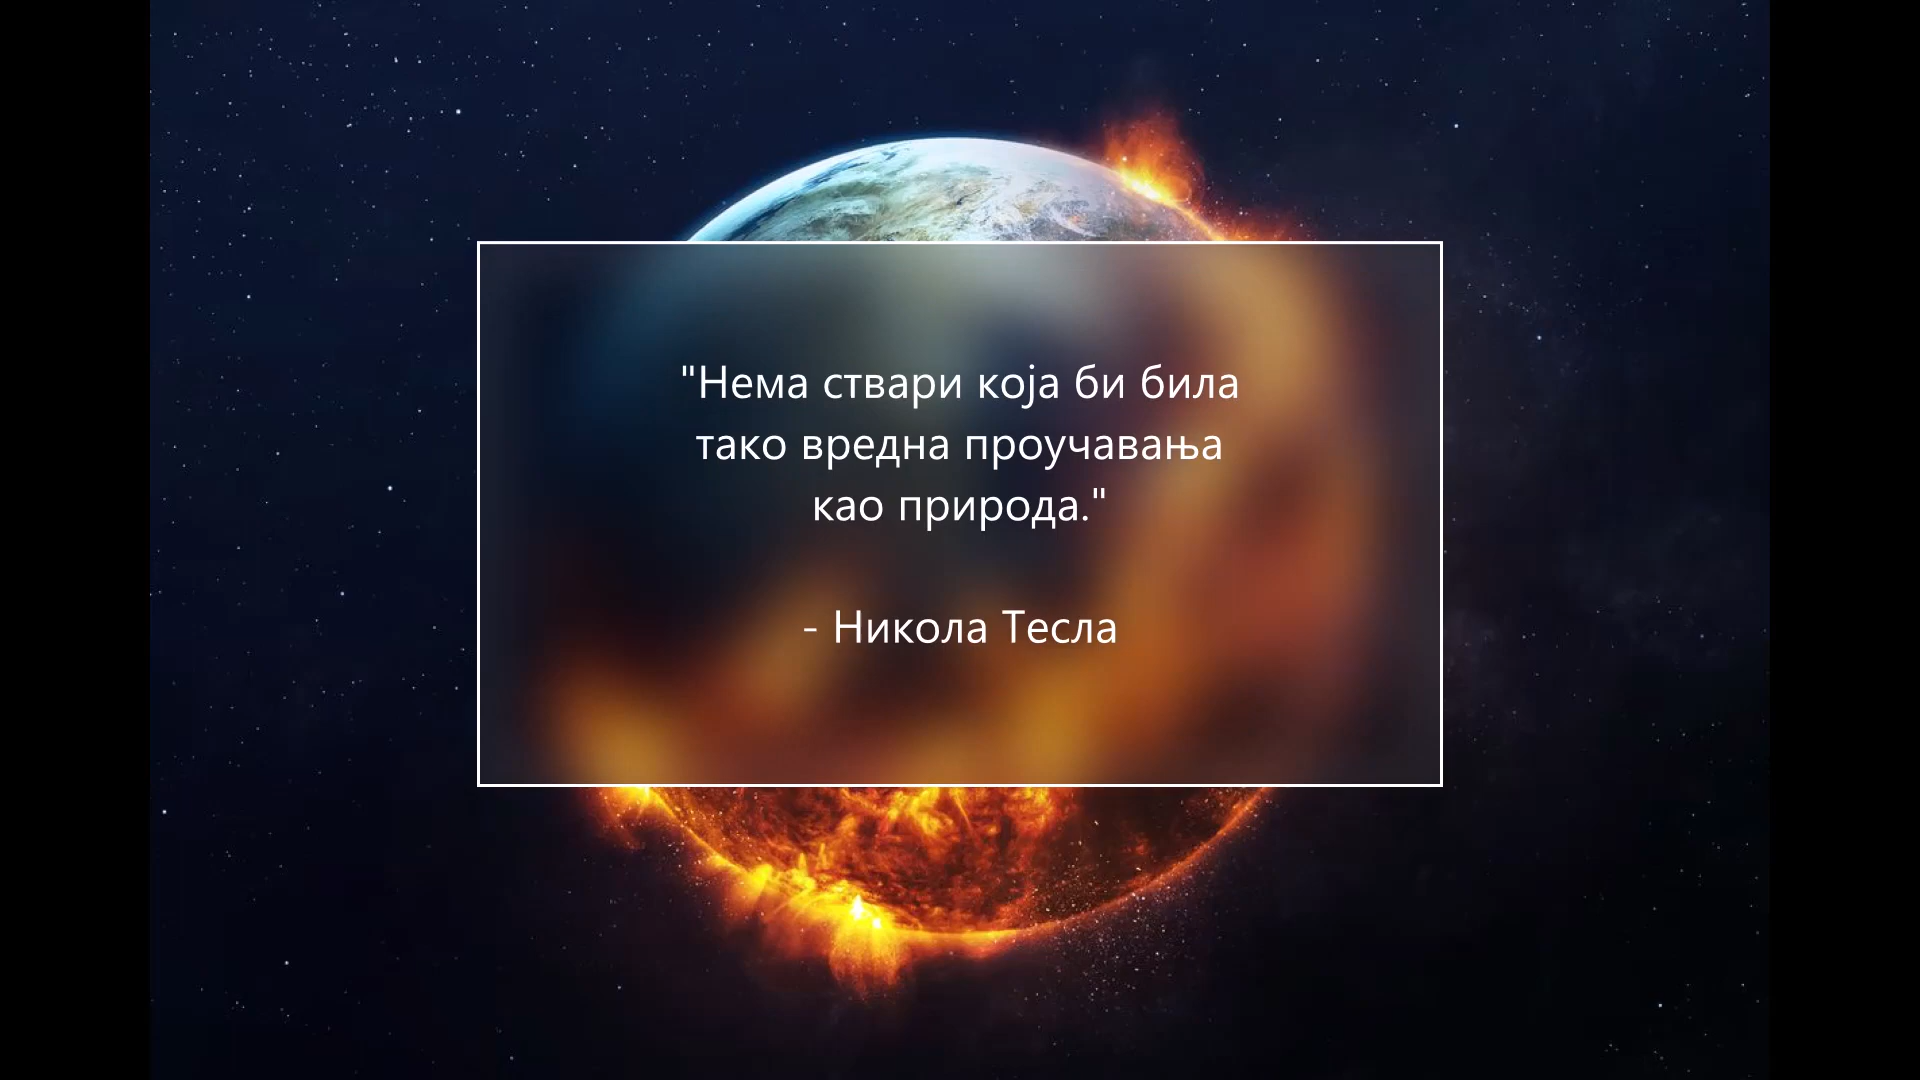 "Нема ствари која би била
тако вредна проучавања
као природа."
- Никола Тесла